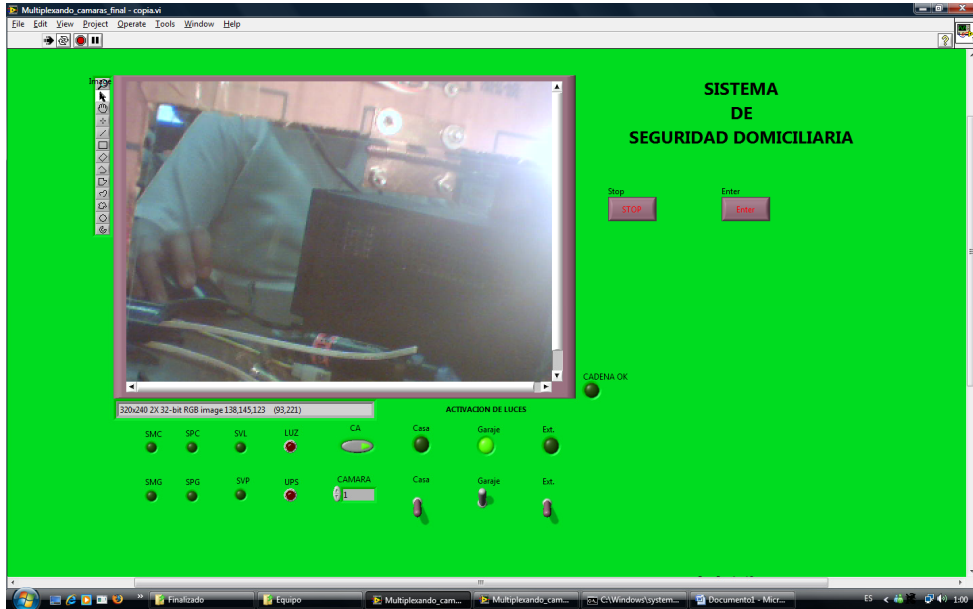 Multiplexando_camaras_final - copia.vi
File Edit View Project Operate Tools Window Help
Image
SISTEMA
DE
SEGURIDAD DOMICILIARIA
Stop
Enter
STOP
Enter
CADENA OK
320x240 2X 32-bit RGB image 138,145,123 (93,221)
ACTIVACION DE LUCES
SMC SPC SVL LUZ CA Casa Garaje Ext.
SMG SPG SVP UPS CAMARA Casa Garaje Ext.
1
Finalizado
Equipo
Multiplexando_cam...
Multiplexando_cam...
C:\Windows\system...
Documento1 - Micr...
ES
1:00